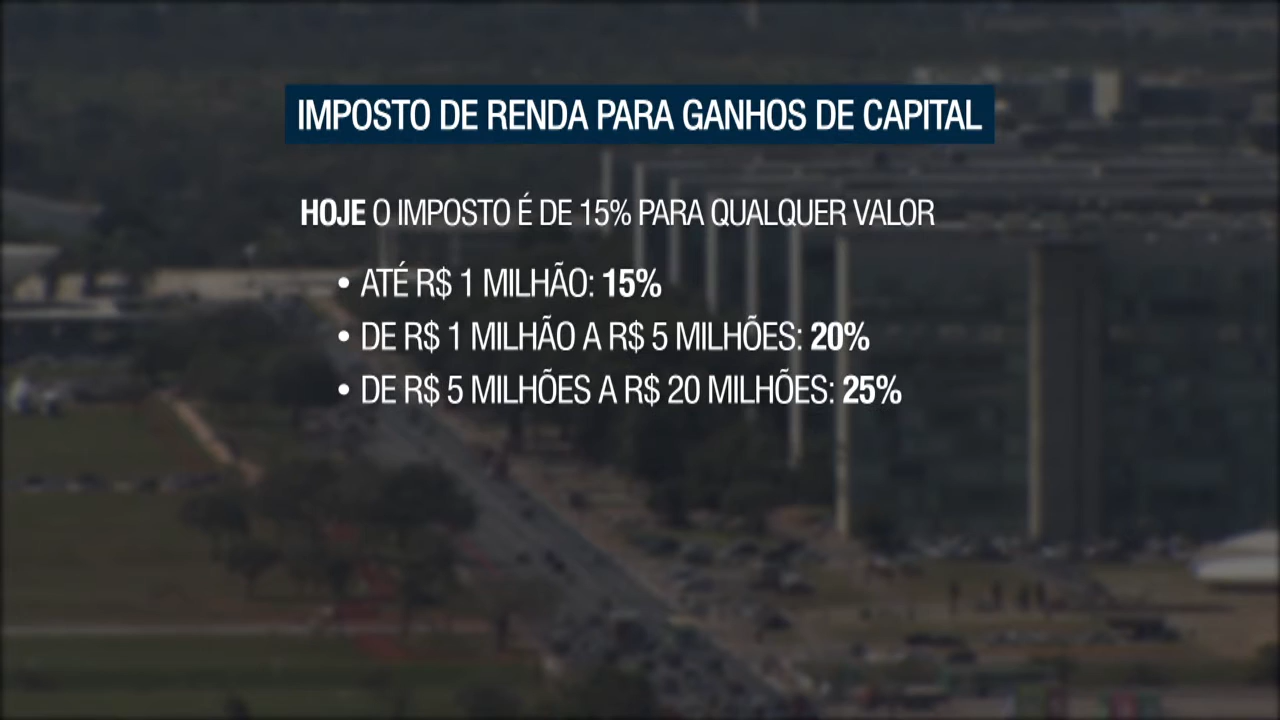 IMPOSTO DE RENDA PARA GANHOS DE CAPITAL
HOJE O IMPOSTO É DE 15% PARA QUALQUER VALOR
• ATÉ R$ 1 MILHÃO: 15%
• DE R$ 1 MILHÃO A R$ 5 MILHÕES: 20%
• DE R$ 5 MILHÕES A R$ 20 MILHÕES: 25%